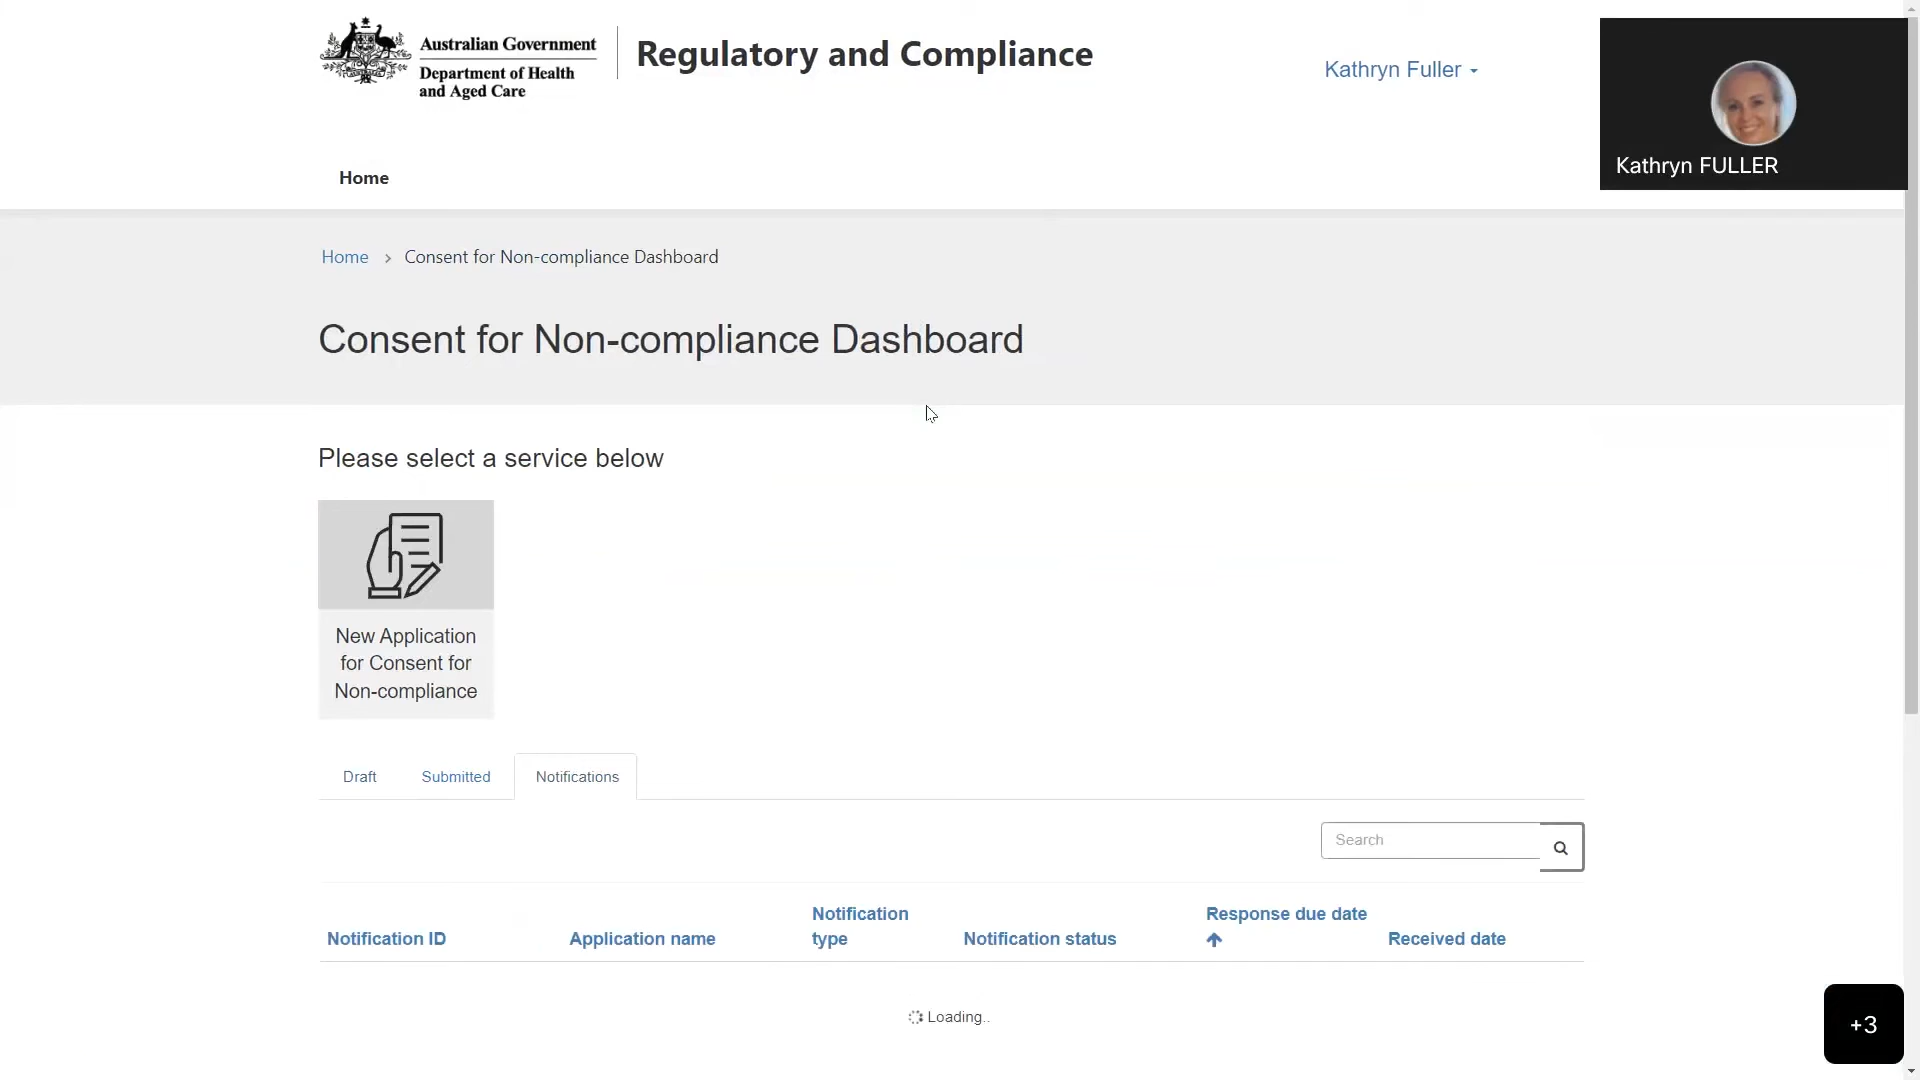 Australian Government
Department of Health
and Aged Care
Regulatory and Compliance
Kathryn Fuller
Kathryn FULLER
Home
Home > Consent for Non-compliance Dashboard
Consent for Non-compliance Dashboard
Please select a service below
New Application
for Consent for
Non-compliance
Draft Submitted Notifications
Search
Notification ID Application name Notification type Notification status Response due date Received date
Loading..
+3